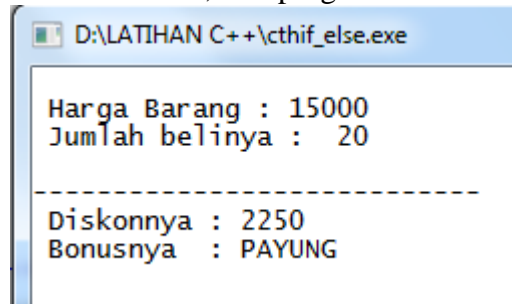 D:\LATIHAN C++\cthif_else.exe
Harga Barang : 15000
Jumlah belinya :  20
----------------------------
Diskonnya : 2250
Bonusnya  : PAYUNG